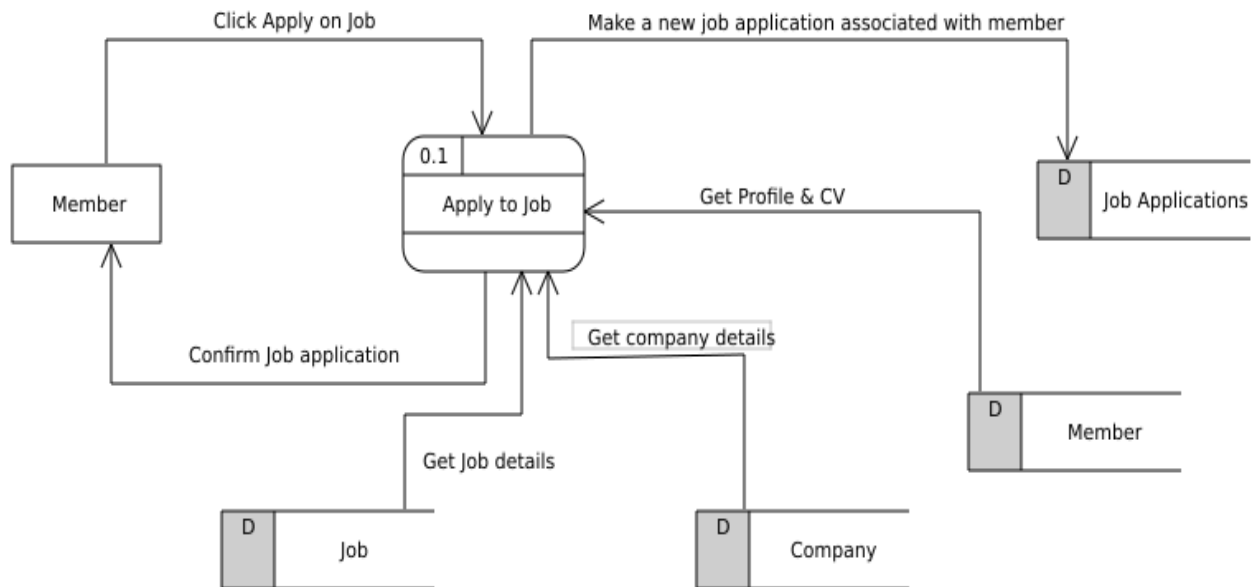 Click Apply on Job
Make a new job application associated with member
0.1
Apply to Job
Member
Get Profile & CV
D
Job Applications
Get company details
Confirm Job application
D
Member
Get Job details
D
Job
D
Company